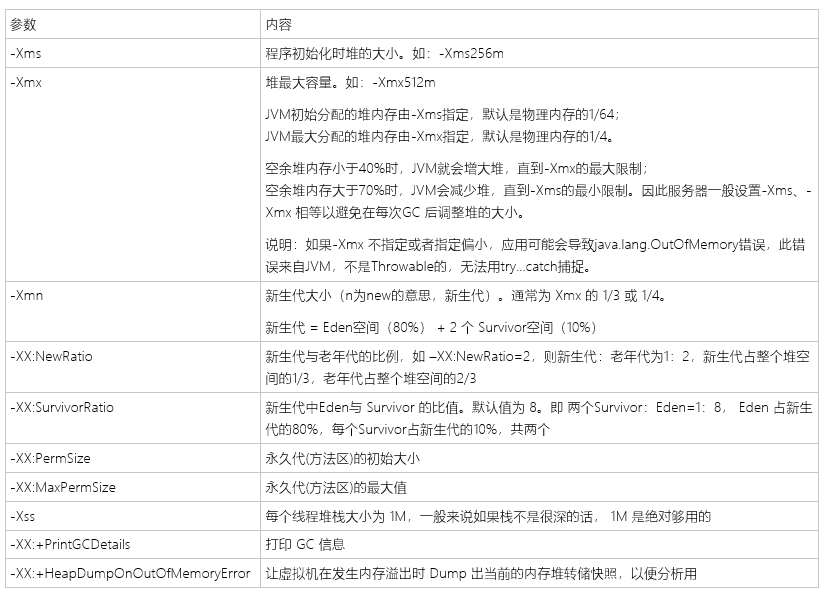 参数 内容
-Xms 程序初始化时堆的大小。如：-Xms256m
-Xmx 堆最大容量。如：-Xmx512m
JVM初始分配的堆内存由-Xms指定，默认是物理内存的1/64；
JVM最大分配的堆内存由-Xmx指定，默认是物理内存的1/4。
空余堆内存小于40%时，JVM就会增大堆，直到-Xmx的最大限制；
空余堆内存大于70%时，JVM会减少堆，直到-Xms的最小限制。因此服务器一般设置-Xms、-
Xmx 相等以避免在每次GC 后调整堆的大小。
说明：如果-Xmx 不指定或者指定偏小，应用可能会导致java.lang.OutOfMemory错误，此错
误来自JVM，不是Throwable的，无法用try...catch捕捉。
-Xmn 新生代大小（n为new的意思，新生代）。通常为 Xmx 的 1/3 或 1/4。
新生代 = Eden空间（80%） + 2 个 Survivor空间（10%）
-XX:NewRatio 新生代与老年代的比例，如 –XX:NewRatio=2，则新生代：老年代为1：2，新生代占整个堆空
间的1/3，老年代占整个堆空间的2/3
-XX:SurvivorRatio 新生代中Eden与 Survivor 的比值。默认值为 8。即 两个Survivor：Eden=1：8， Eden 占新生
代的80%，每个Survivor占新生代的10%，共两个
-XX:PermSize 永久代(方法区)的初始大小
-XX:MaxPermSize 永久代(方法区)的最大值
-Xss 每个线程堆栈大小为 1M，一般来说如果栈不是很深的话， 1M 是绝对够用的
-XX:+PrintGCDetails 打印 GC 信息
-XX:+HeapDumpOnOutOfMemoryError 让虚拟机在发生内存溢出时 Dump 出当前的内存堆转储快照，以便分析用